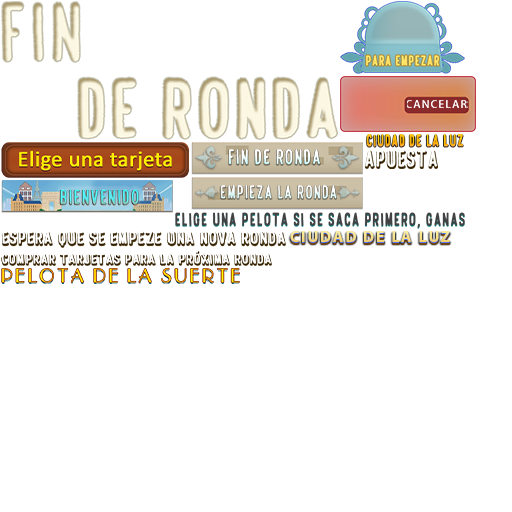 FIN
DE RONDA
PARA EMPEZAR
CANCELAR
CIUDAD DE LA LUZ
APUESTA
Elige una tarjeta
FIN DE RONDA
BIENVENIDO
EMPIEZA LA RONDA
ELIGE UNA PELOTA SI SE SACA PRIMERO, GANAS
ESPERA QUE SE EMPEZE UNA NOVA RONDA
CIUDAD DE LA LUZ
COMPRAR TARJETAS PARA LA PRÓXIMA RONDA
PELOTA DE LA SUERTE